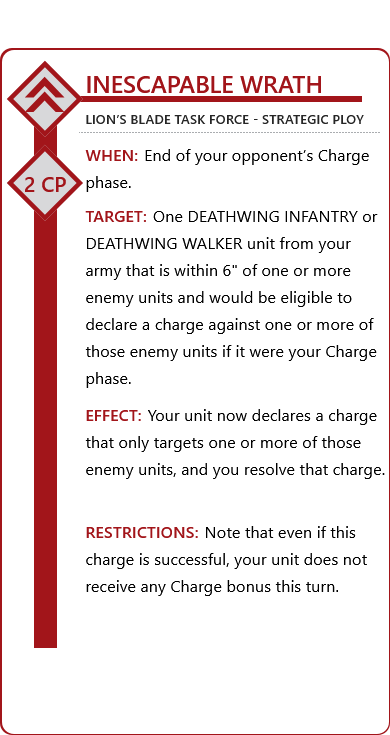 INESCAPABLE WRATH
LION'S BLADE TASK FORCE - STRATEGIC PLOY
2 CP
WHEN: End of your opponent's Charge
phase.
TARGET: One DEATHWING INFANTRY or
DEATHWING WALKER unit from your
army that is within 6" of one or more
enemy units and would be eligible to
declare a charge against one or more of
those enemy units if it were your Charge
phase.
EFFECT: Your unit now declares a charge
that only targets one or more of those
enemy units, and you resolve that charge.
RESTRICTIONS: Note that even if this
charge is successful, your unit does not
receive any Charge bonus this turn.